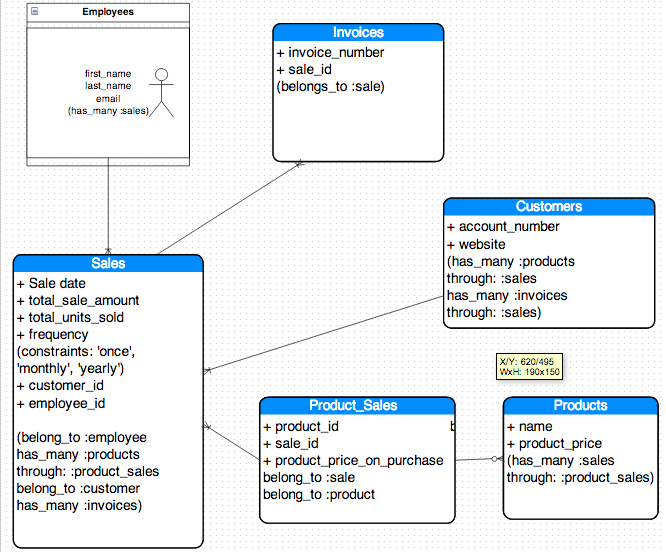 Employees
first_name
last_name
email
(has_many :sales)
Invoices
+ invoice_number
+ sale_id
(belongs_to :sale)
Customers
+ account_number
+ website
(has_many :products
through: :sales
has_many :invoices
through: :sales)
Sales
+ Sale date
+ total_sale_amount
+ total_units_sold
+ frequency
(constraints: 'once',
'monthly', 'yearly')
+ customer_id
+ employee_id
(belong_to :employee
has_many :products
through: :product_sales
belong_to :customer
has_many :invoices)
X/Y: 620/495
WxH: 190x150
Product_Sales
+ product_id
+ sale_id
+ product_price_on_purchase
belong_to :sale
belong_to :product
Products
+ name
+ product_price
(has_many :sales
through: :product_sales)